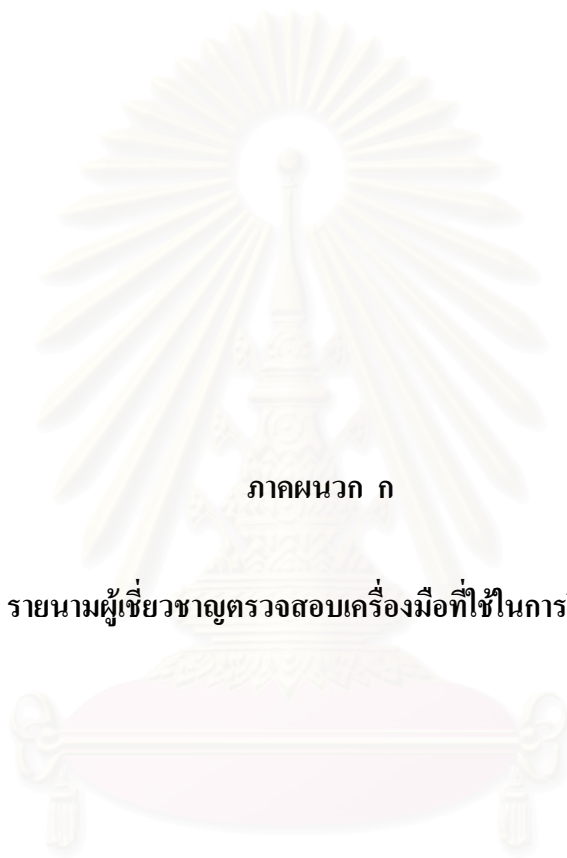 ภาคผนวก ก
รายนามผู้เชี่ยวชาญตรวจสอบเครื่องมือที่ใช้ในการ